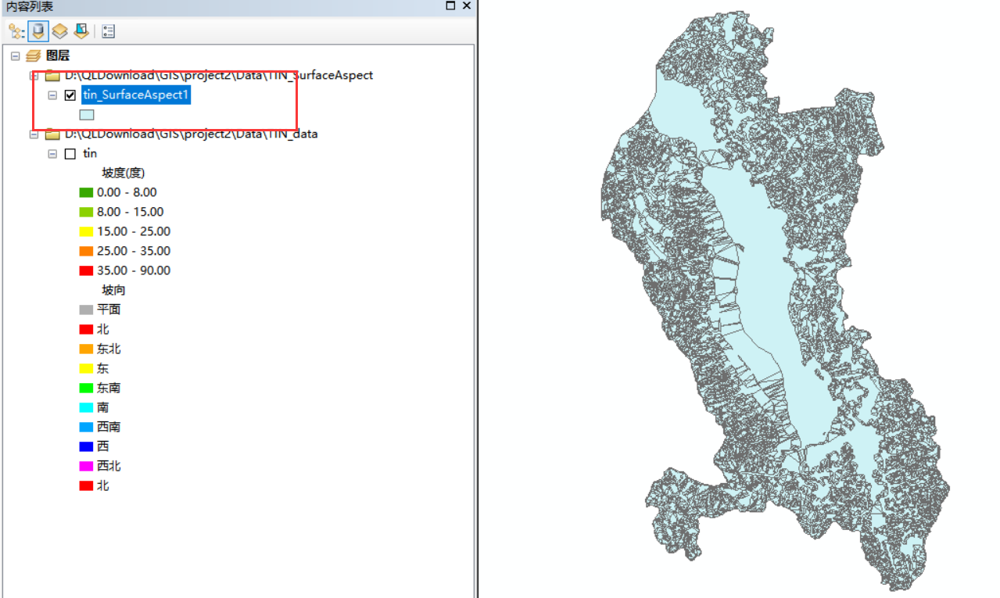 内容列表
图层
D:\QLDownload\GIS\project2\Data\TIN_SurfaceAspect
tin_SurfaceAspect1
D:\QLDownload\GIS\project2\Data\TIN_data
tin
坡度(度)
0.00 - 8.00
8.00 - 15.00
15.00 - 25.00
25.00 - 35.00
35.00 - 90.00
坡向
平面
北
东北
东
东南
南
西南
西
西北
北